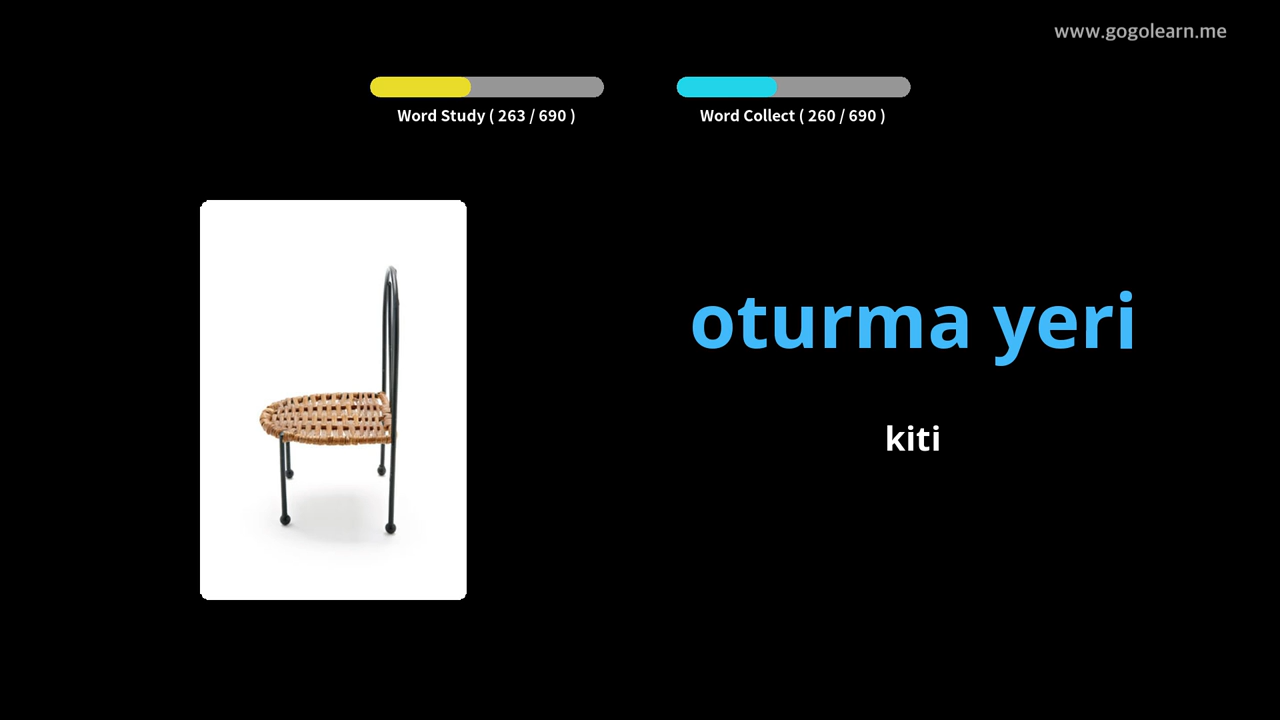 www.gogolearn.me
Word Study ( 263 / 690 )
Word Collect ( 260 / 690 )
oturma yeri
kiti